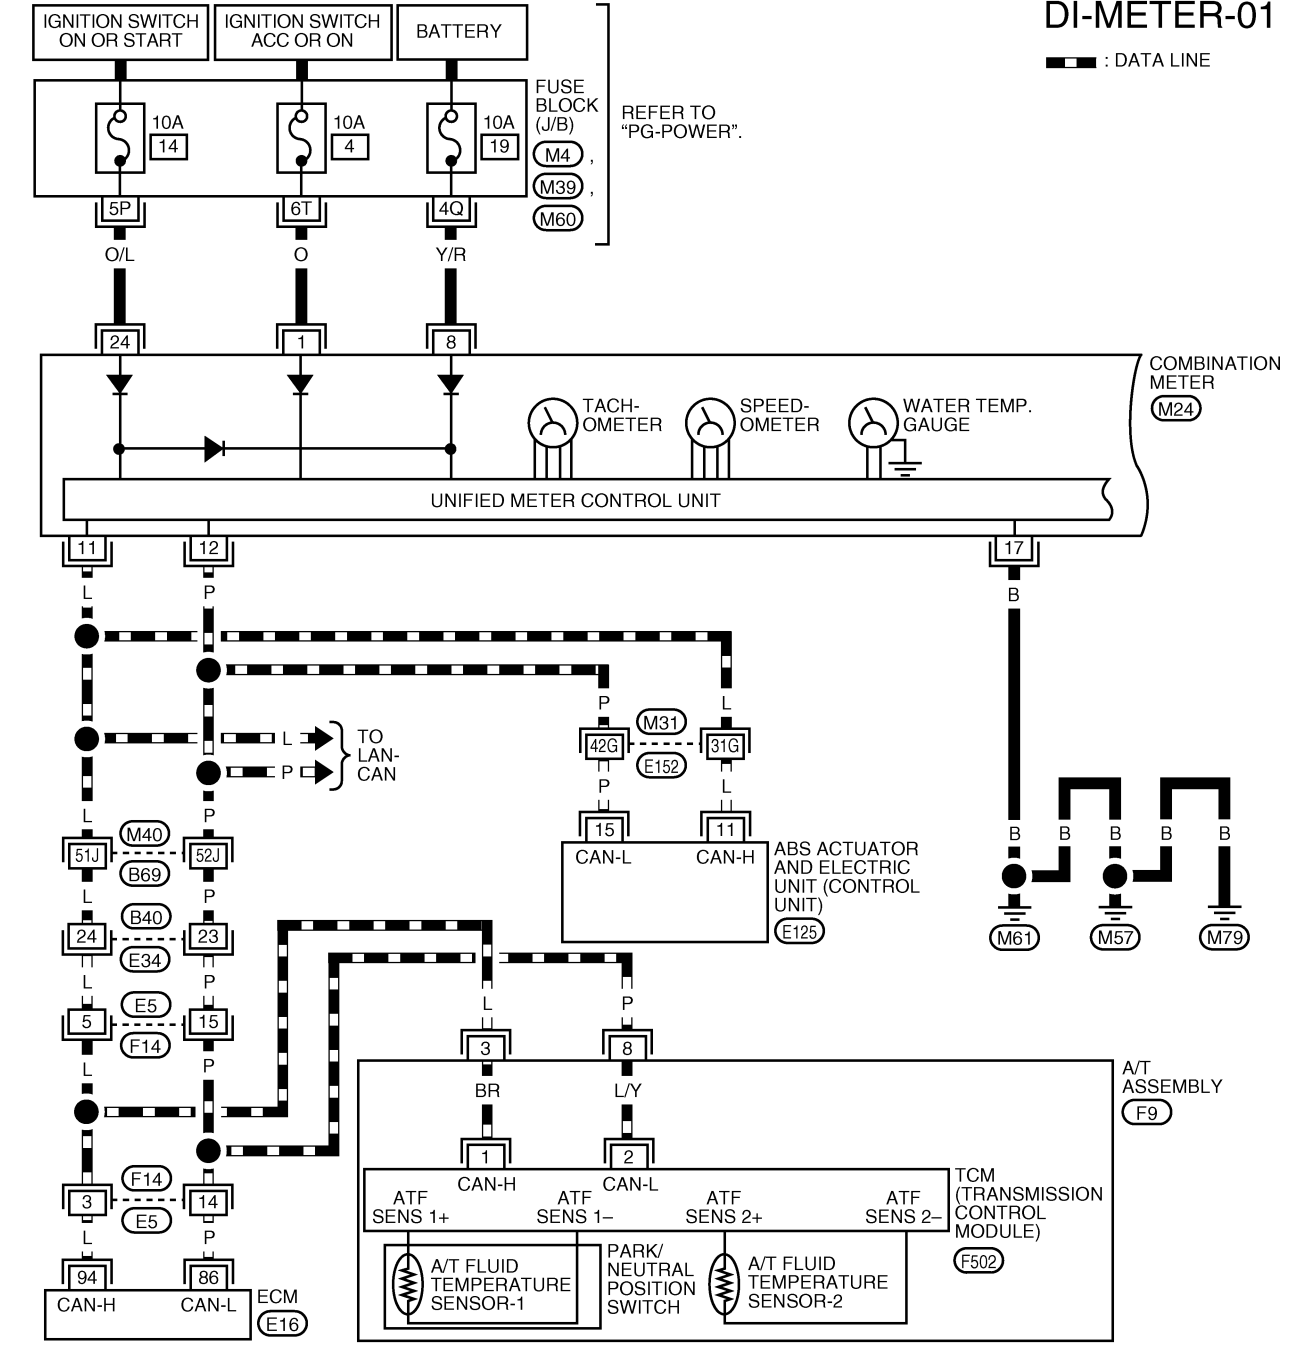 DI-METER-01
: DATA LINE
IGNITION SWITCH
ON OR START
IGNITION SWITCH
ACC OR ON
BATTERY
10A
14
10A
4
10A
19
FUSE
BLOCK
(J/B)
M4 ,
M39 ,
M60
REFER TO
“PG-POWER”.
5P
6T
4Q
O/L
O
Y/R
24
1
8
COMBINATION
METER
M24
TACH-
OMETER
SPEED-
OMETER
WATER TEMP.
GAUGE
UNIFIED METER CONTROL UNIT
11
12
17
L
P
B
P
L
L
P
TO
LAN-
CAN
42G
M31
E152
31G
P
L
15
11
CAN-L
CAN-H
ABS ACTUATOR
AND ELECTRIC
UNIT (CONTROL
UNIT)
E125
L
P
51J
M40
B69
52J
L
P
24
B40
E34
23
L
P
5
E5
F14
15
L
P
B
B
B
B
B
M61
M57
M79
L
P
3
8
BR
L/Y
A/T
ASSEMBLY
F9
1
2
CAN-H
CAN-L
ATF
SENS 1+
ATF
SENS 1–
ATF
SENS 2+
ATF
SENS 2–
TCM
(TRANSMISSION
CONTROL
MODULE)
F502
A/T FLUID
TEMPERATURE
SENSOR-1
PARK/
NEUTRAL
POSITION
SWITCH
A/T FLUID
TEMPERATURE
SENSOR-2
3
F14
E5
14
L
P
94
86
CAN-H
CAN-L
ECM
E16